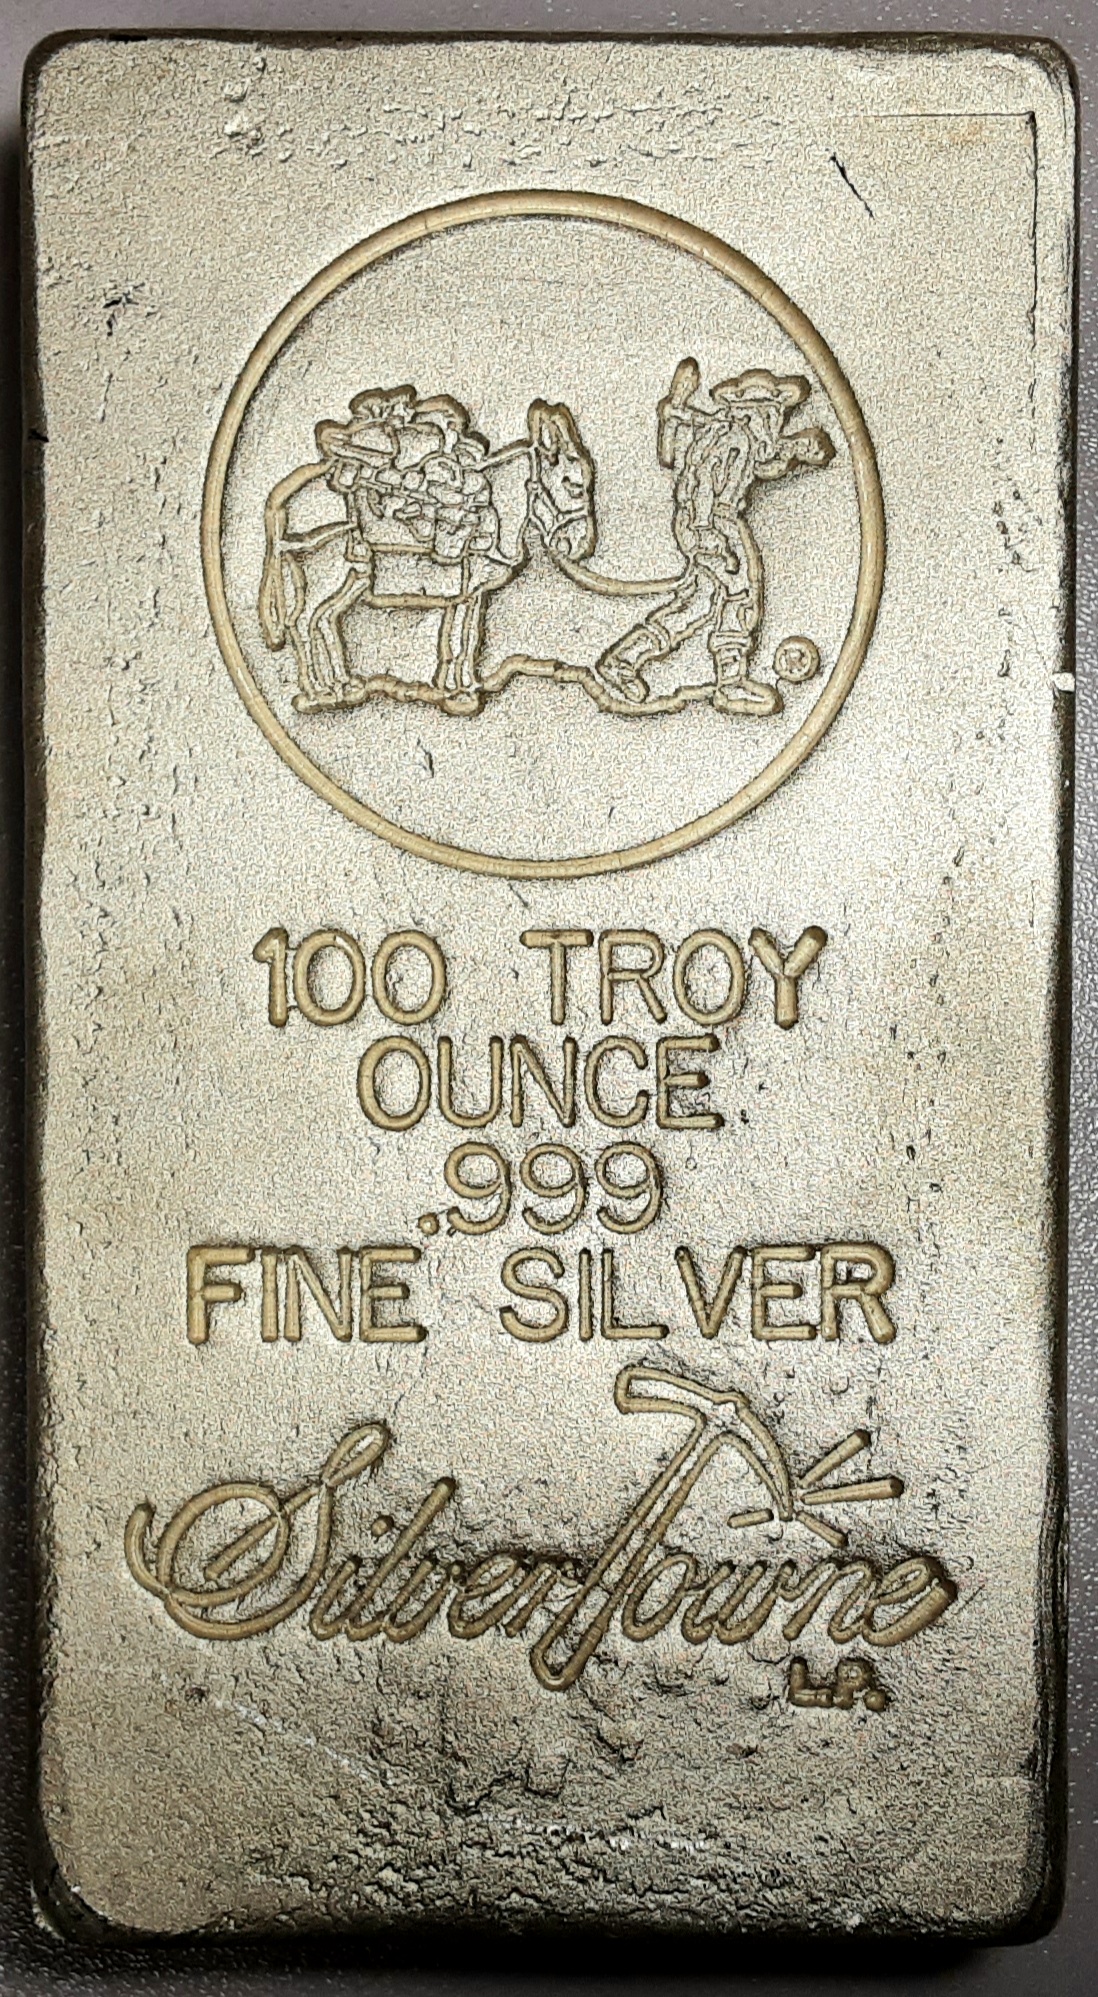 ®
100 TROY
OUNCE
.999
FINE SILVER
SilverTowne
L.P.